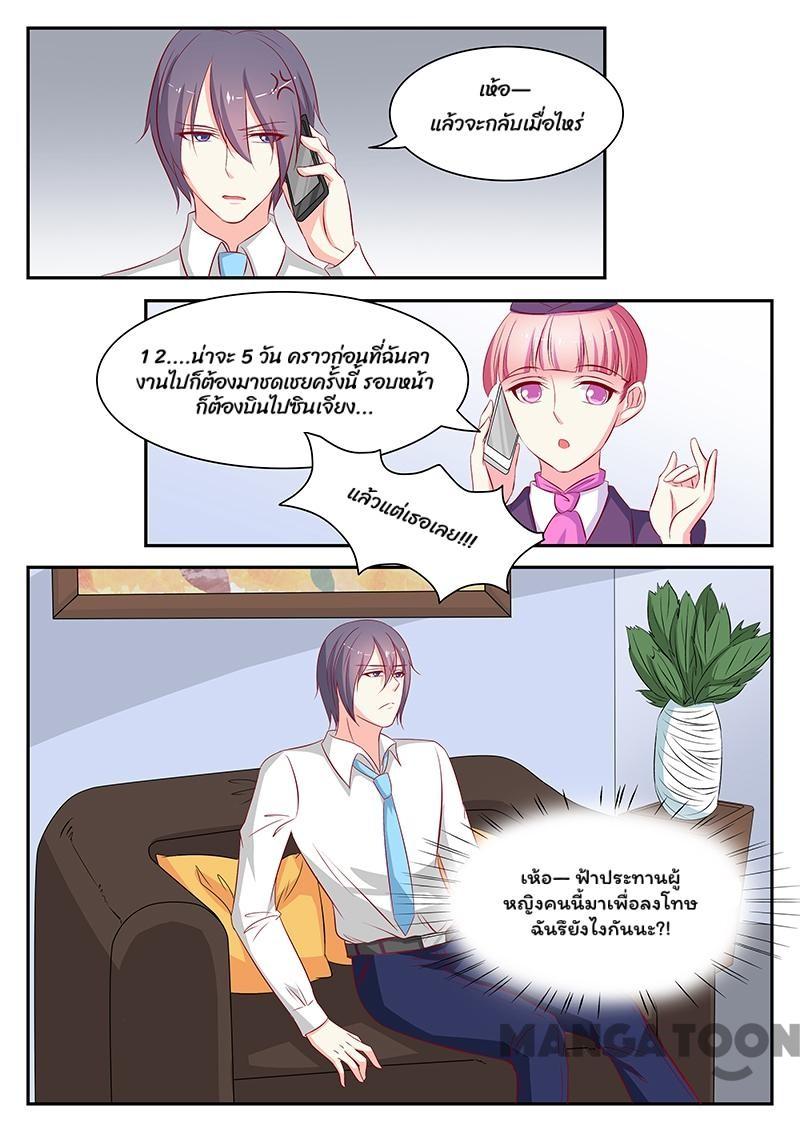 เห้อ—
แล้วจะกลับเมื่อไหร่
1 2....น่าจะ 5 วัน คราวก่อนที่ฉันลา
งานไปก็ต้องมาชดเชยครั้งนี้ รอบหน้า
ก็ต้องบินไปซินเจียง...
แล้วแต่เธอเลย!!!
เห้อ— ฟ้าประทานผู้
หญิงคนนี้มาเพื่อลงโทษ
ฉันรึยังไงกันนะ?!
MANGATOON